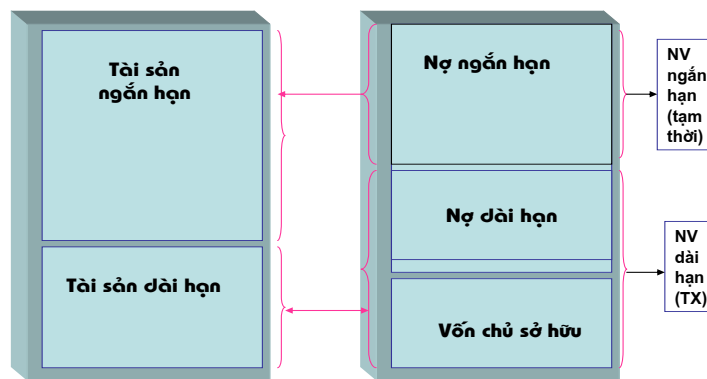 Tài sản
ngắn hạn
Tài sản dài hạn
Nợ ngắn hạn
Nợ dài hạn
Vốn chủ sở hữu
NV
ngắn
hạn
(tạm
thời)
NV
dài
hạn
(TX)